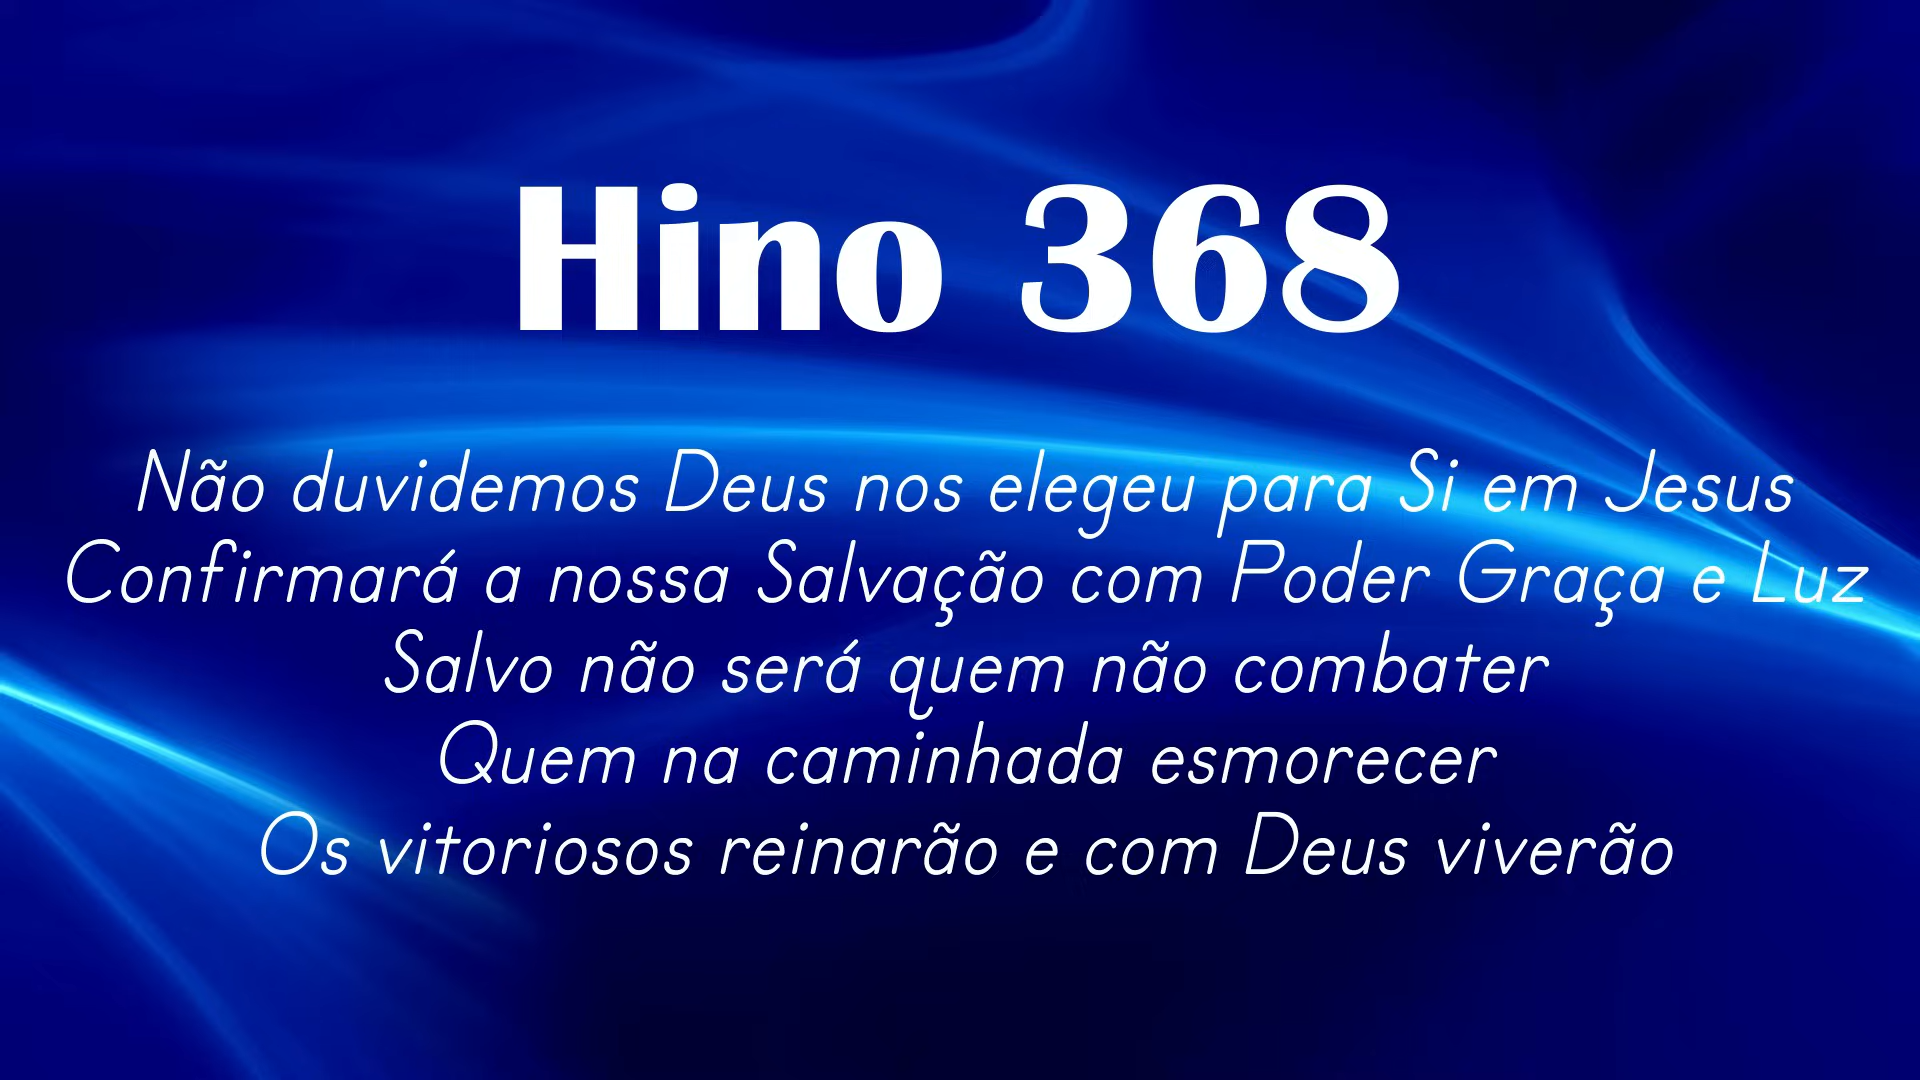 Hino 368
Não duvidemos Deus nos elegeu para Si em Jesus
Confirmará a nossa Salvação com Poder Graça e Luz
Salvo não será quem não combater
Quem na caminhada esmorecer
Os vitoriosos reinarão e com Deus viverão